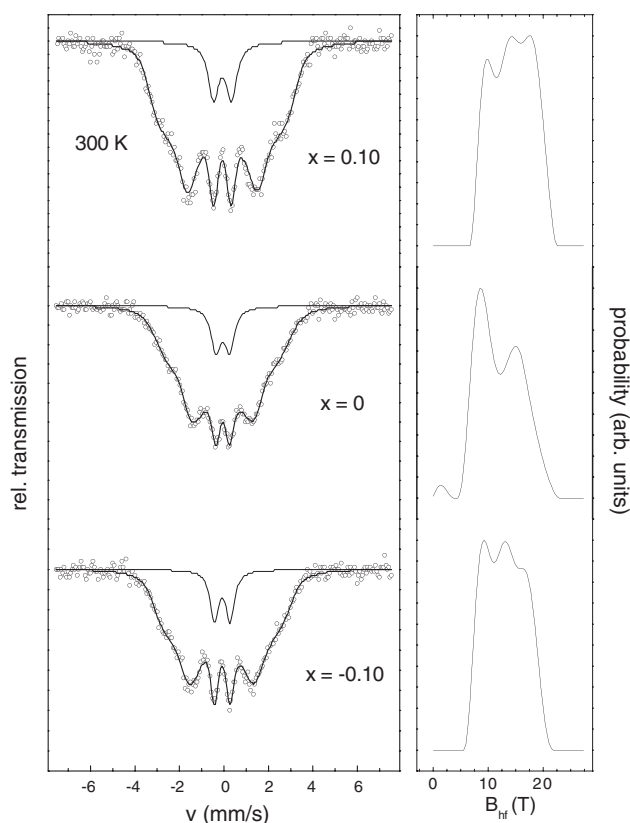 300 K
x = 0.10
x = 0
x = -0.10
rel. transmission
probability (arb. units)
-6 -4 -2 0 2 4 6
v (mm/s)
0 10 20
Bhf (T)